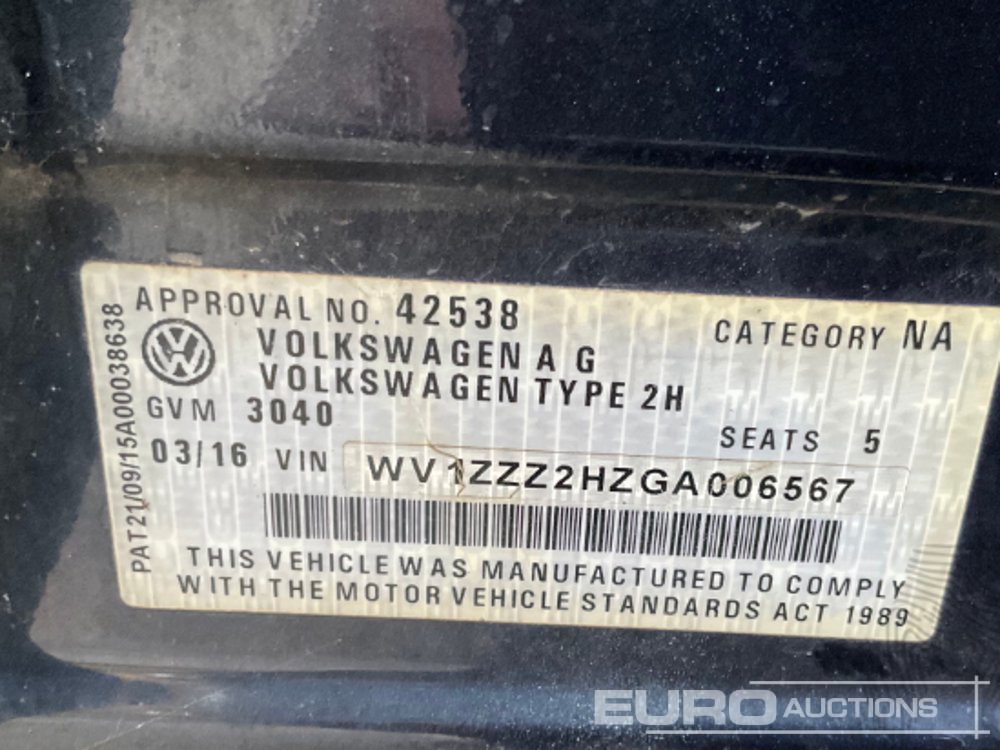 APPROVAL NO. 42538
CATEGORY NA
VOLKSWAGEN A G
VOLKSWAGEN TYPE 2H
GVM 3040
SEATS 5
03/16 VIN WV1ZZZ2HZGA006567
THIS VEHICLE WAS MANUFACTURED TO COMPLY
WITH THE MOTOR VEHICLE STANDARDS ACT 1989
PAT21/09/15A00038638
EURO AUCTIONS